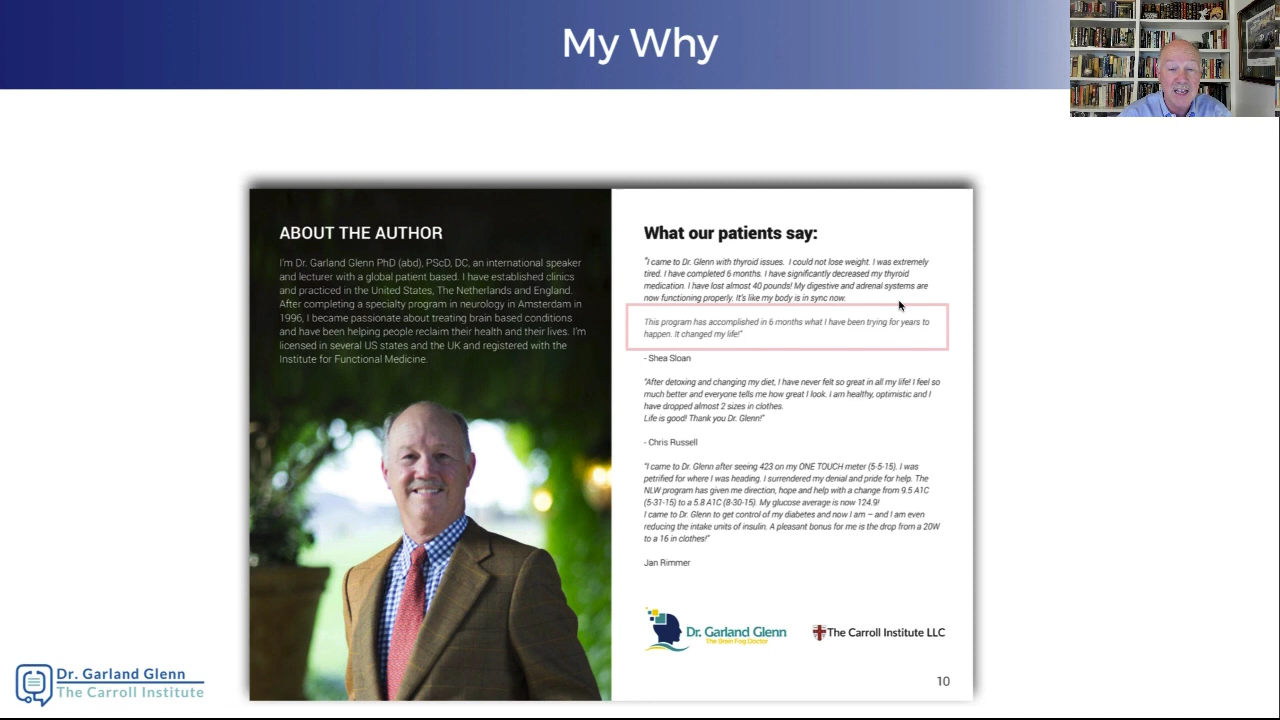 My Why
ABOUT THE AUTHOR
I'm Dr. Garland Glenn PhD (abd), PScD, DC, an international speaker
and lecturer with a global patient based. I have established clinics
and practiced in the United States, The Netherlands and England.
After completing a specialty program in neurology in Amsterdam in
1996, I became passionate about treating brain based conditions
and have been helping people reclaim their health and their lives. I'm
licensed in several US states and the UK and registered with the
Institute for Functional Medicine.
What our patients say:
"I came to Dr. Glenn with thyroid issues. I could not lose weight. I was extremely
tired. I have completed 6 months. I have significantly decreased my thyroid
medication. I have lost almost 40 pounds! My digestive and adrenal systems are
now functioning properly. It's like my body is in sync now.
This program has accomplished in 6 months what I have been trying for years to
happen. It changed my life!"
- Shea Sloan
"After detoxing and changing my diet, I have never felt so great in all my life! I feel so
much better and everyone tells me how great I look. I am healthy, optimistic and I
have dropped almost 2 sizes in clothes.
Life is good! Thank you Dr. Glenn!"
- Chris Russell
"I came to Dr. Glenn after seeing 423 on my ONE TOUCH meter (5-5-15). I was
petrified for where I was heading. I surrendered my denial and pride for help. The
NLW program has given me direction, hope and help with a change from 9.5 A1C
(5-31-15) to a 5.8 A1C (8-30-15). My glucose average is now 124.9!
I came to Dr. Glenn to get control of my diabetes and now I am – and I am even
reducing the intake units of insulin. A pleasant bonus for me is the drop from a 20W
to a 16 in clothes!"
Jan Rimmer
Dr. Garland Glenn
The Brain Fog Doctor
The Carroll Institute LLC
10
Dr. Garland Glenn
The Carroll Institute